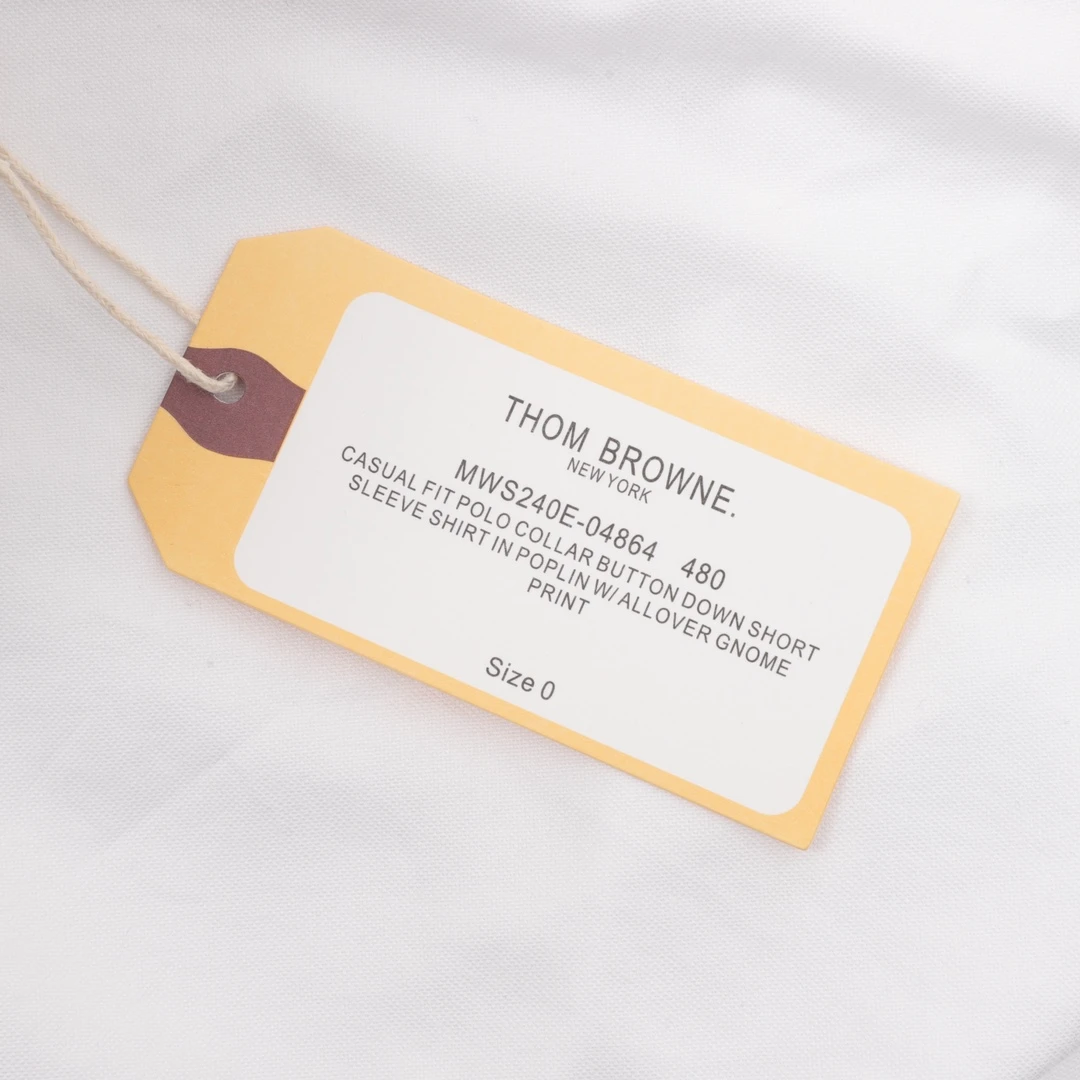 THOM BROWNE.
NEW YORK
MWS240E-04864 480
CASUAL FIT POLO COLLAR BUTTON DOWN SHORT
SLEEVE SHIRT IN POPLIN W/ ALLOVER GNOME
PRINT
Size 0